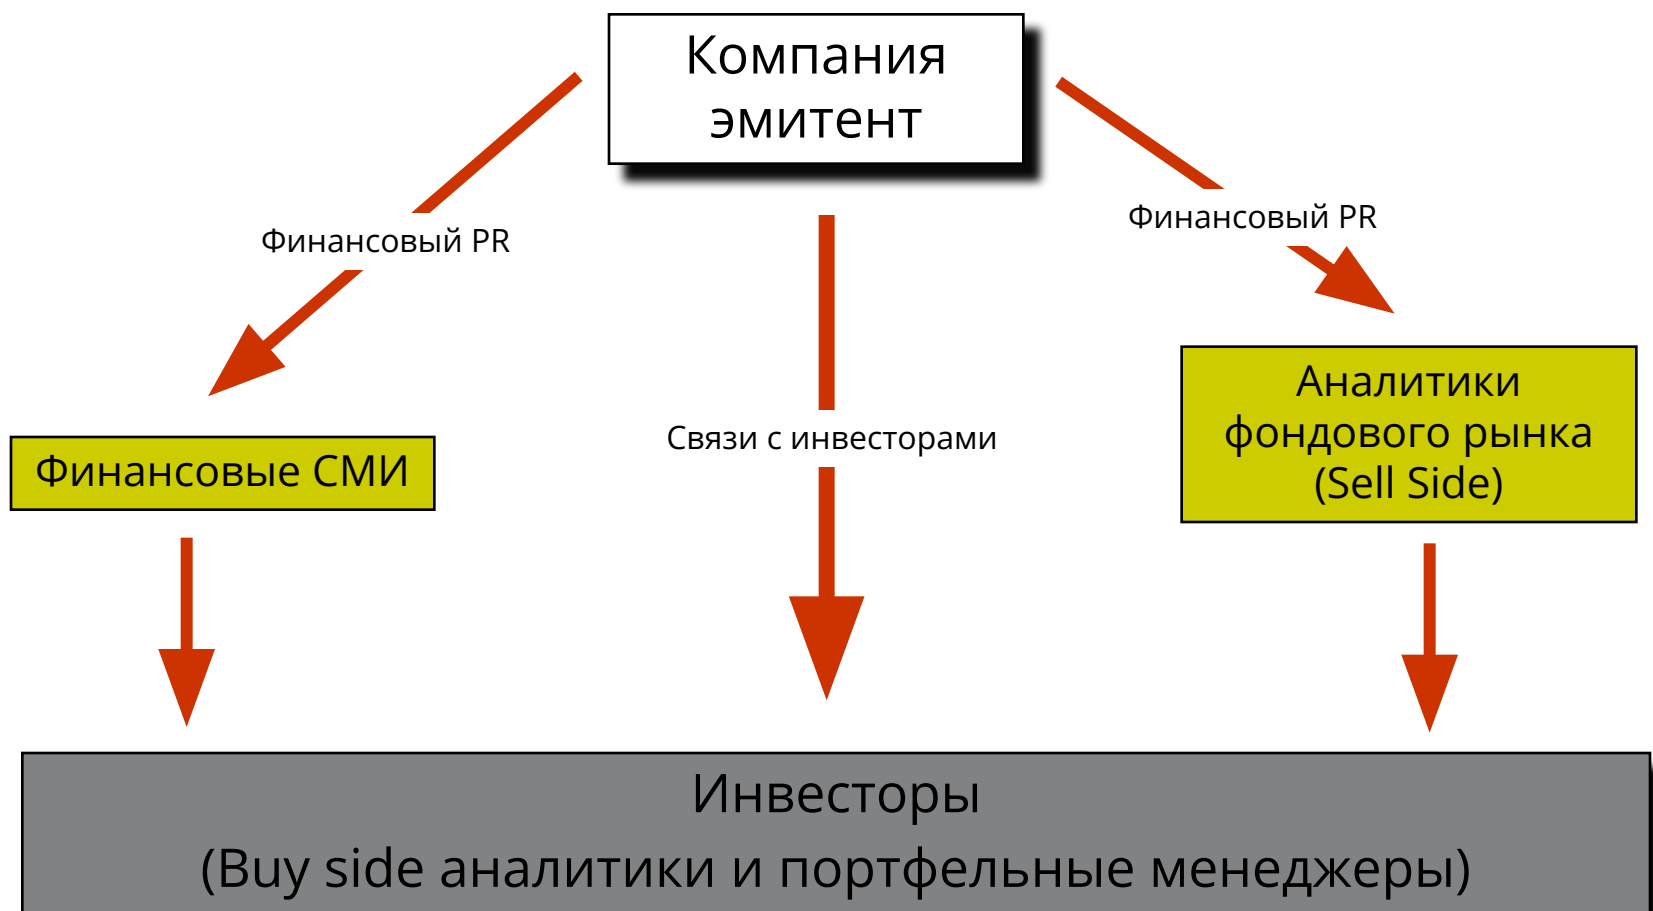 Компания
эмитент
Финансовый PR
Финансовый PR
Связи с инвесторами
Финансовые СМИ
Аналитики
фондового рынка
(Sell Side)
Инвесторы
(Buy side аналитики и портфельные менеджеры)